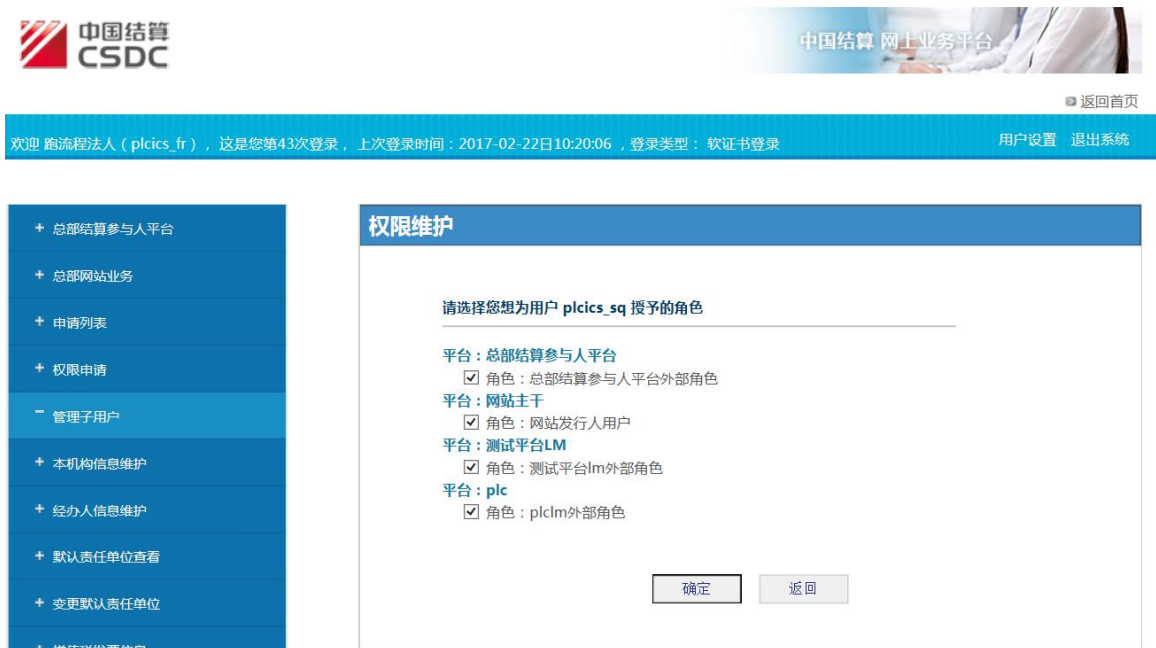 中国结算
CSDC
中国结算 网上业务平台
返回首页
欢迎 跑流程法人 ( plcics_fr ) , 这是您第43次登录 , 上次登录时间 : 2017-02-22日10:20:06 , 登录类型 : 软证书登录
用户设置 退出系统
+ 总部结算参与人平台
+ 总部网站业务
+ 申请列表
+ 权限申请
- 管理子用户
+ 本机构信息维护
+ 经办人信息维护
+ 默认责任单位查看
+ 变更默认责任单位
权限维护
请选择您想为用户 plcics_sq 授予的角色
平台 : 总部结算参与人平台
角色 : 总部结算参与人平台外部角色
平台 : 网站主干
角色 : 网站发行人用户
平台 : 测试平台LM
角色 : 测试平台lm外部角色
平台 : plc
角色 : plclm外部角色
确定 返回